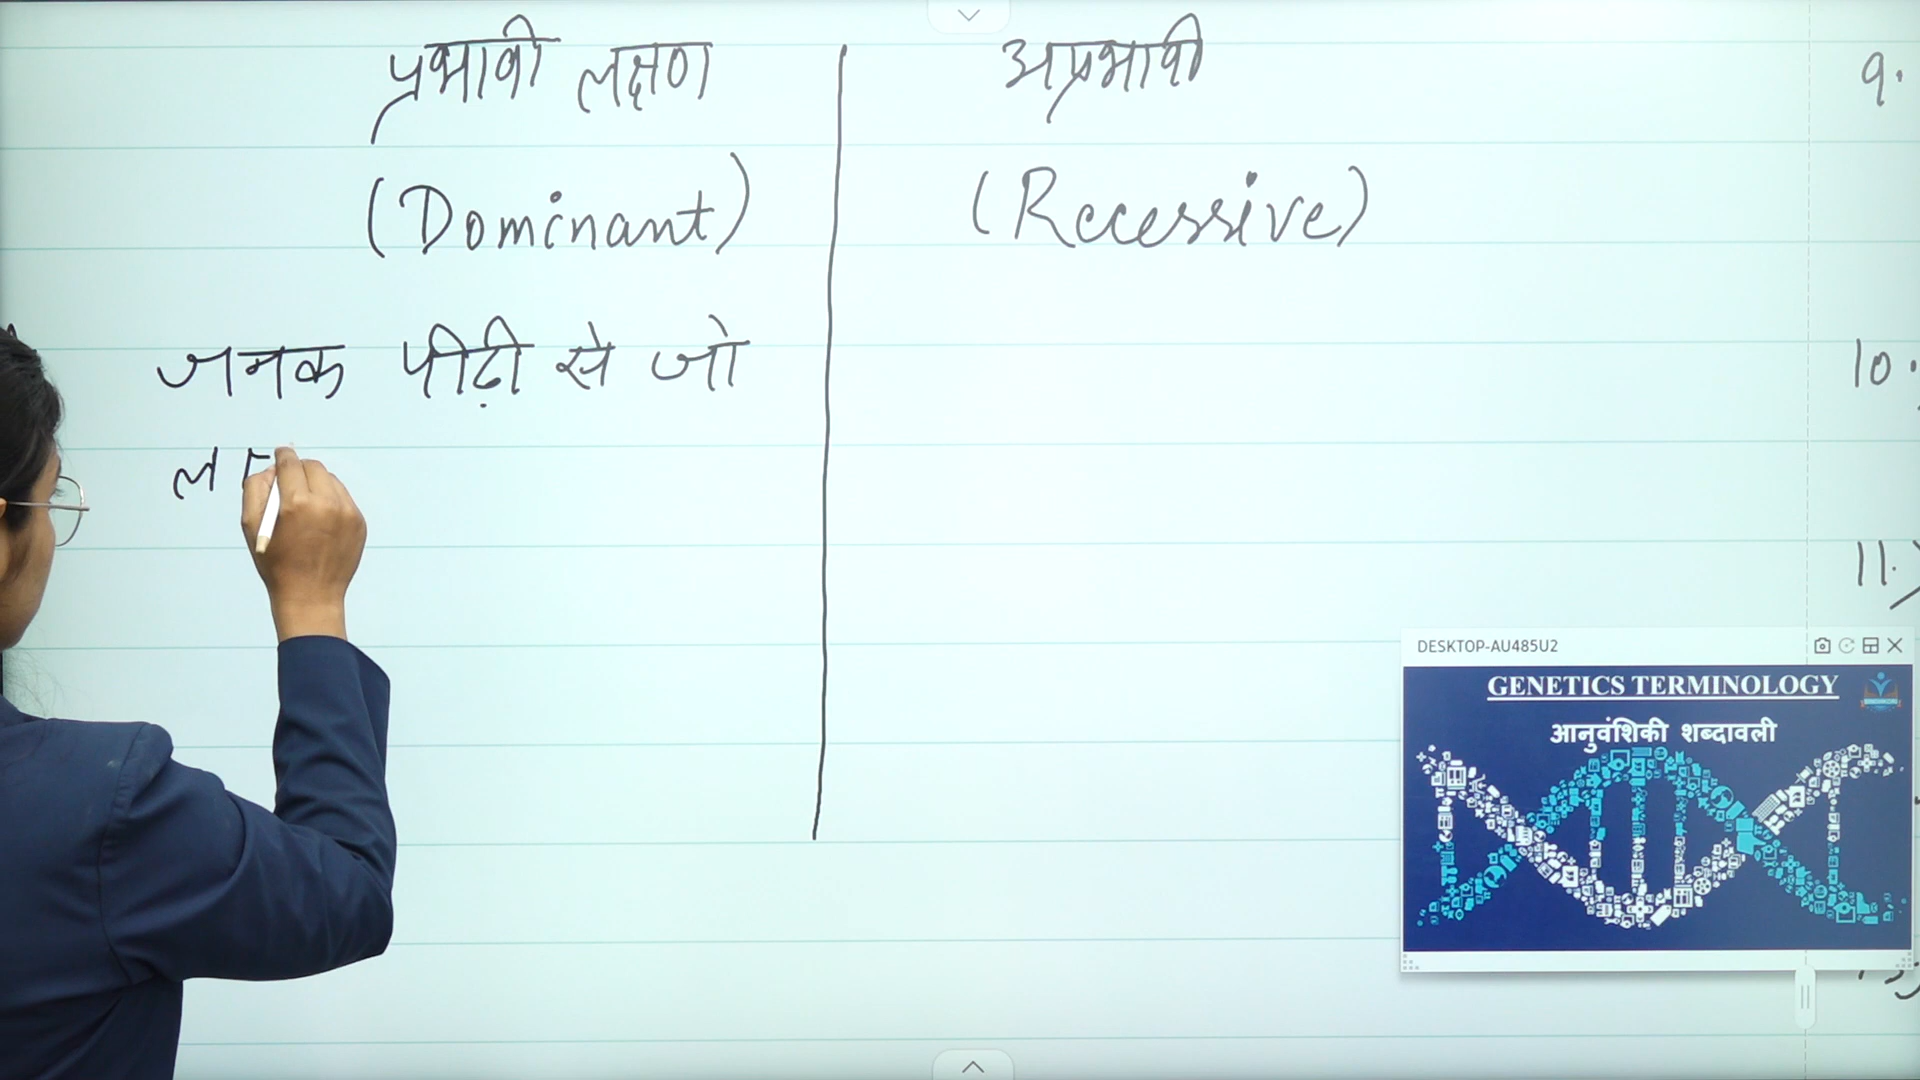 प्रभावी लक्षण
(Dominant)
जनक पीढ़ी से जो
अप्रभावी
(Recessive)
9.
10.
11.
DESKTOP-AU485U2
GENETICS TERMINOLOGY
आनुवंशिकी शब्दावली